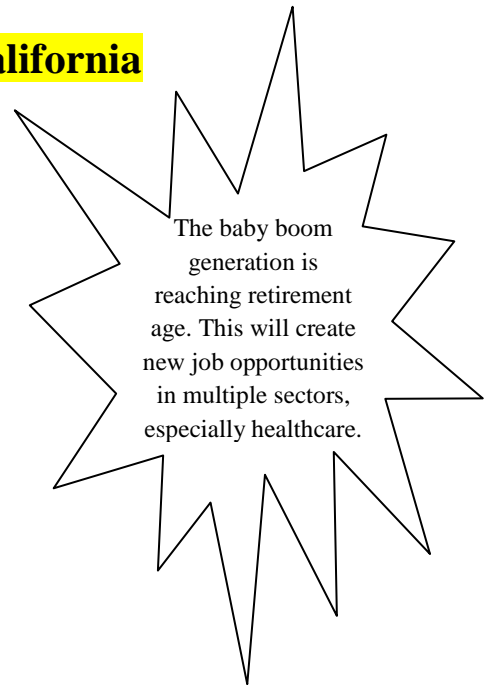 alifornia
The baby boom
generation is
reaching retirement
age. This will create
new job opportunities
in multiple sectors,
especially healthcare.